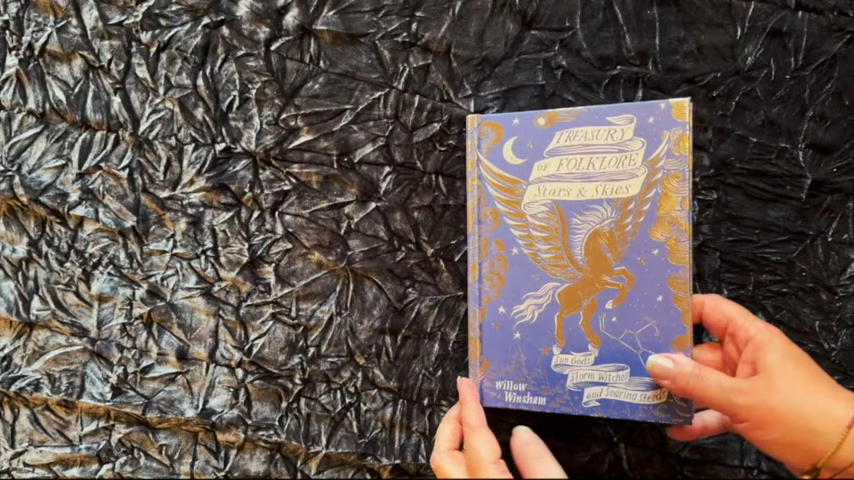 TREASURY
OF FOLKLORE
Stars & Skies
Sun Gods,
Storm Witches
and Soaring Steeds
Willow
Winsham